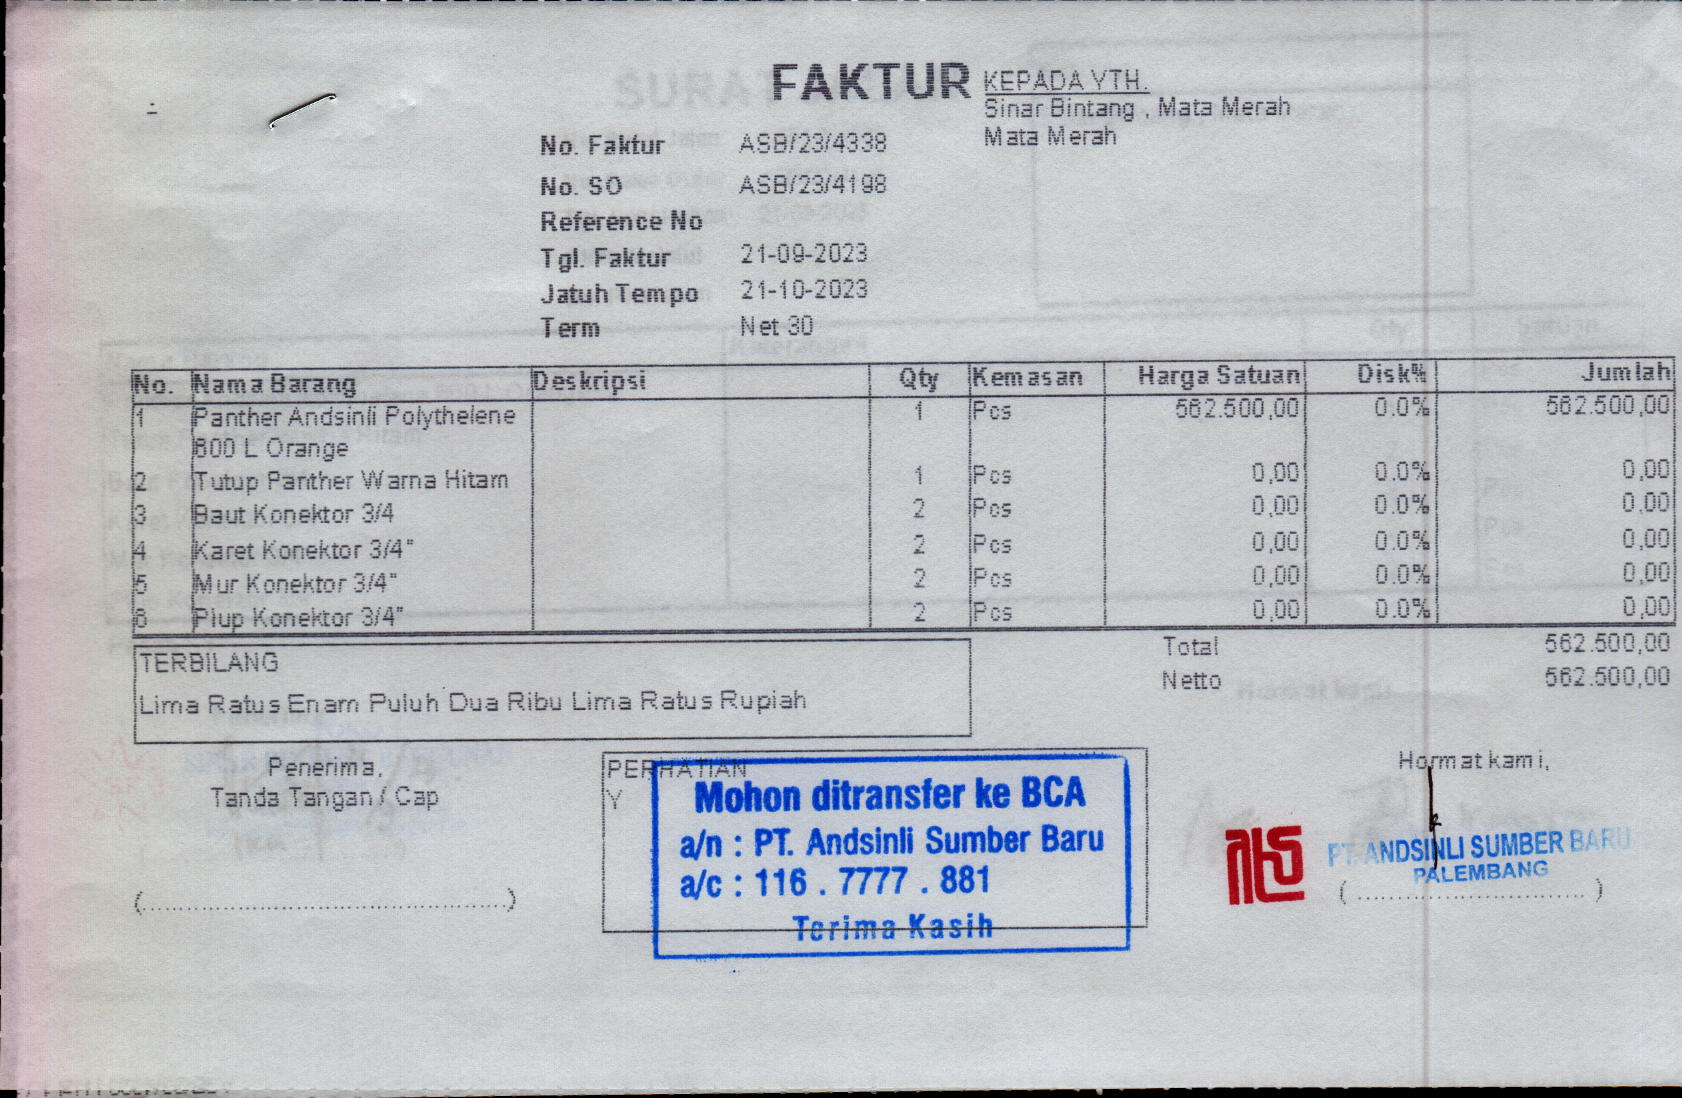 FAKTUR
KEPADA YTH.
Sinar Bintang , Mata Merah
Mata Merah
No. Faktur ASB/23/4338
No. SO ASB/23/4198
Reference No
Tgl. Faktur 21-09-2023
Jatuh Tempo 21-10-2023
Term Net 30
No. Nama Barang Deskripsi Qty Kemasan Harga Satuan Disk% Jumlah
1 Panther Andsinli Polythelene 1 Pcs 562.500,00 0.0% 562.500,00
600 L Orange
2 Tutup Panther Warna Hitam 1 Pcs 0,00 0.0% 0,00
3 Baut Konektor 3/4 2 Pcs 0,00 0.0% 0,00
4 Karet Konektor 3/4" 2 Pcs 0,00 0.0% 0,00
5 Mur Konektor 3/4" 2 Pcs 0,00 0.0% 0,00
6 Plup Konektor 3/4" 2 Pcs 0,00 0.0% 0,00
Total 562.500,00
Netto 562.500,00
TERBILANG
Lima Ratus Enam Puluh Dua Ribu Lima Ratus Rupiah
Penerima,
Tanda Tangan / Cap
(....................................................)
PERHATIAN
Y
Mohon ditransfer ke BCA
a/n : PT. Andsinli Sumber Baru
a/c : 116 . 7777 . 881
Terima Kasih
Hormat kami,
PT. ANDSINLI SUMBER BARU
PALEMBANG
(.................................)